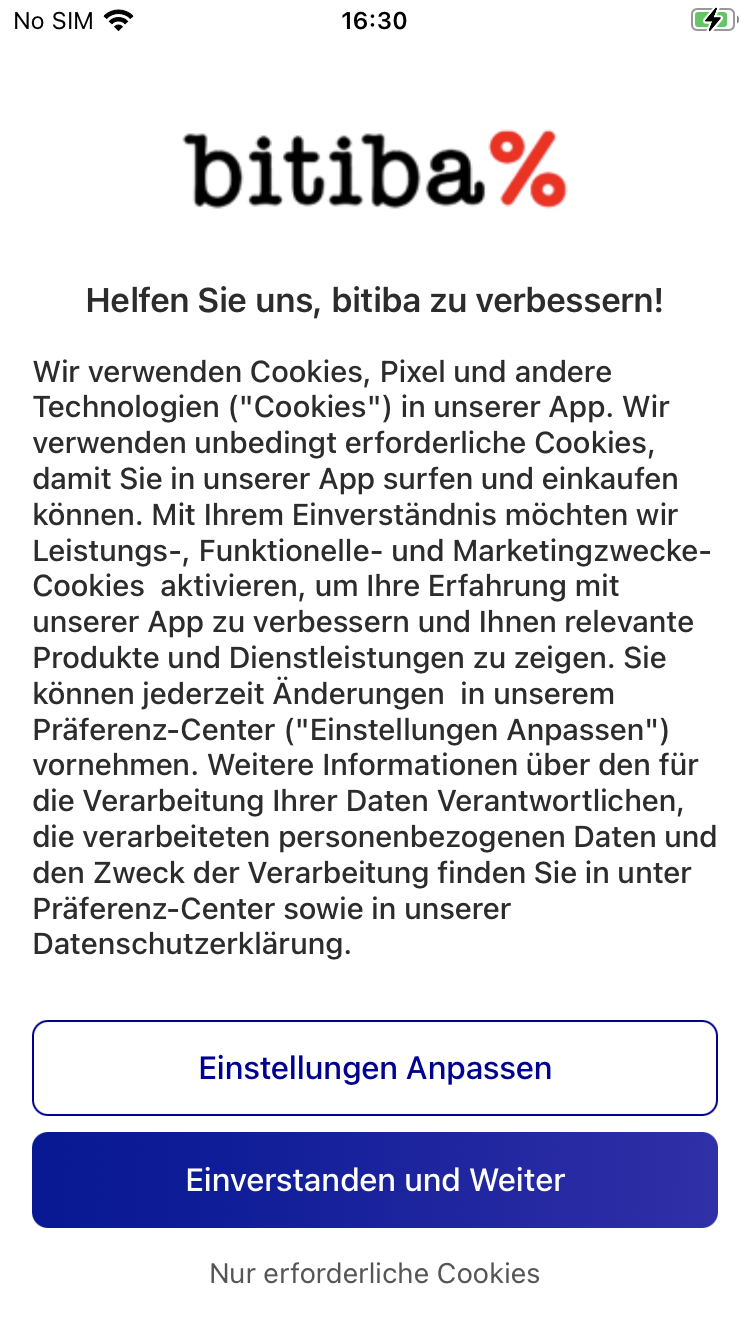 No SIM 16:30
bitiba%
Helfen Sie uns, bitiba zu verbessern!
Wir verwenden Cookies, Pixel und andere
Technologien ("Cookies") in unserer App. Wir
verwenden unbedingt erforderliche Cookies,
damit Sie in unserer App surfen und einkaufen
können. Mit Ihrem Einverständnis möchten wir
Leistungs-, Funktionelle- und Marketingzwecke-
Cookies  aktivieren, um Ihre Erfahrung mit
unserer App zu verbessern und Ihnen relevante
Produkte und Dienstleistungen zu zeigen. Sie
können jederzeit Änderungen  in unserem
Präferenz-Center ("Einstellungen Anpassen")
vornehmen. Weitere Informationen über den für
die Verarbeitung Ihrer Daten Verantwortlichen,
die verarbeiteten personenbezogenen Daten und
den Zweck der Verarbeitung finden Sie in unter
Präferenz-Center sowie in unserer
Datenschutzerklärung.
Einstellungen Anpassen
Einverstanden und Weiter
Nur erforderliche Cookies